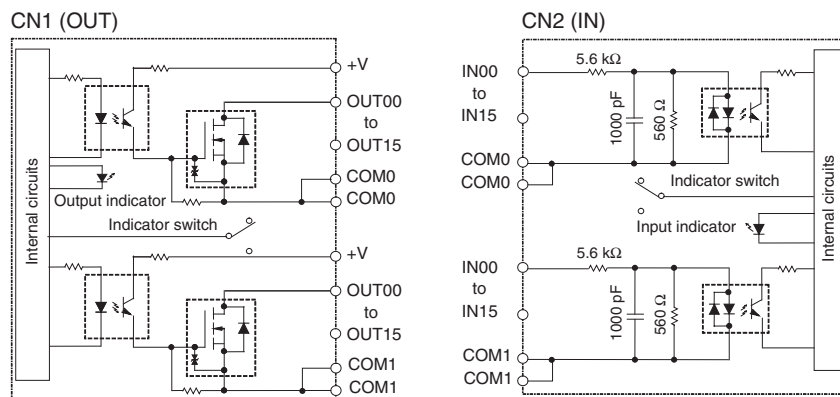 CN1 (OUT)
+V
OUT00
to
OUT15
COM0
COM0
Internal circuits
Output indicator
Indicator switch
+V
OUT00
to
OUT15
COM1
COM1
CN2 (IN)
IN00
to
IN15
5.6 kΩ
1000 pF
560 Ω
COM0
COM0
Indicator switch
Input indicator
Internal circuits
5.6 kΩ
IN00
to
IN15
1000 pF
560 Ω
COM1
COM1